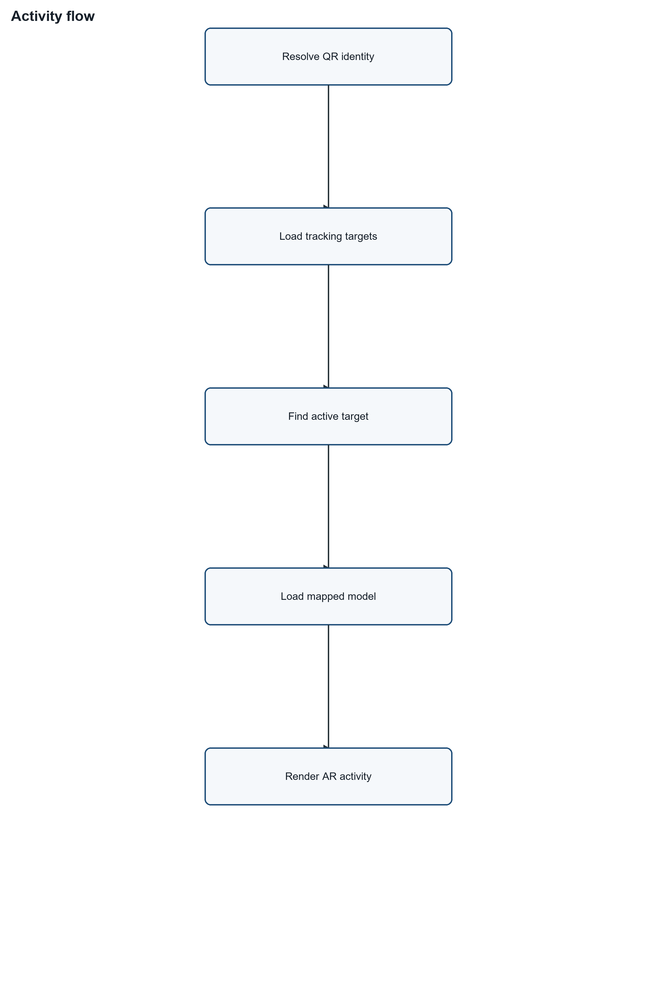 Activity flow
Resolve QR identity
Load tracking targets
Find active target
Load mapped model
Render AR activity